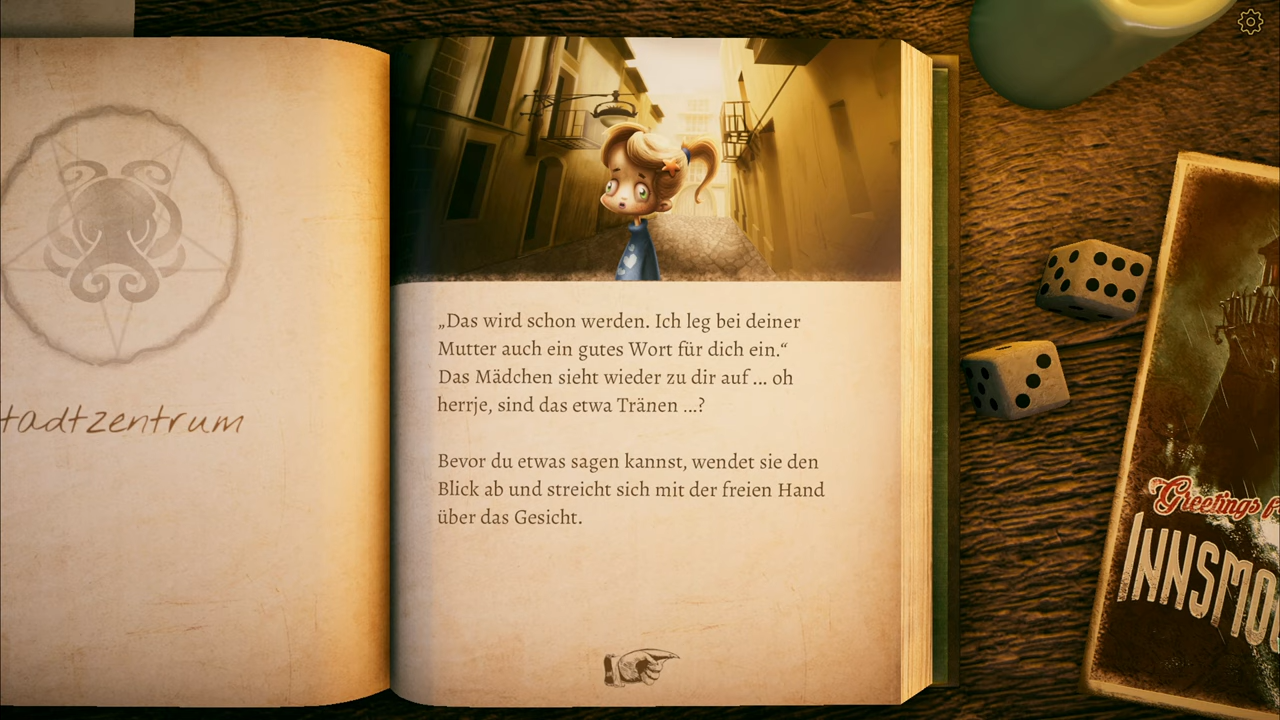 tadtzentrum
„Das wird schon werden. Ich leg bei deiner
Mutter auch ein gutes Wort für dich ein.“
Das Mädchen sieht wieder zu dir auf ... oh
herrje, sind das etwa Tränen ...?
Bevor du etwas sagen kannst, wendet sie den
Blick ab und streicht sich mit der freien Hand
über das Gesicht.
Greetings f
INNSMO